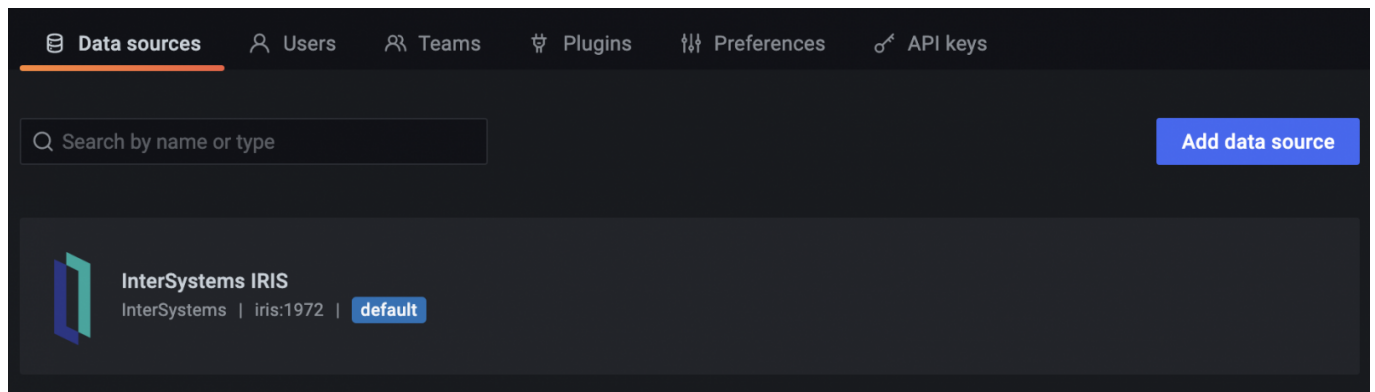 Data sources Users Teams Plugins Preferences API keys
Search by name or type Add data source
InterSystems IRIS
InterSystems | iris:1972 | default